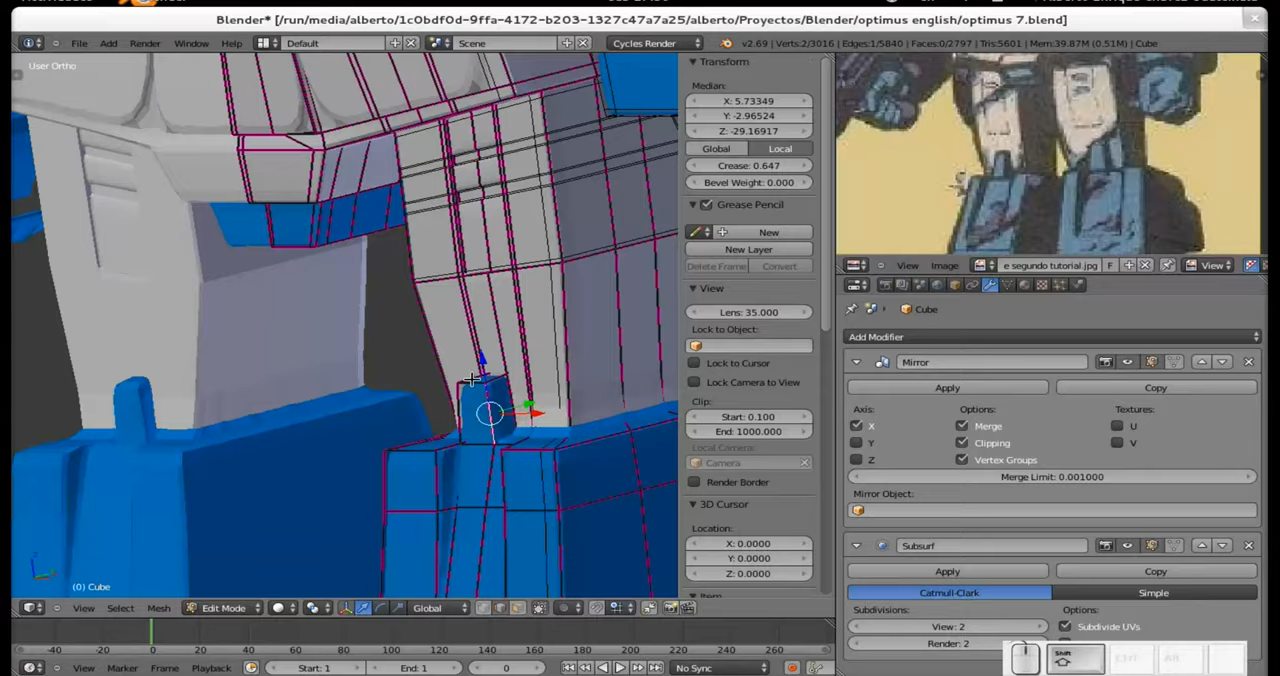 Blender* [/run/media/alberto/1c0bdf0d-9ffa-4172-b203-1327c47a7a25/alberto/Proyectos/Blender/optimus english/optimus 7.blend]
File Add Render Window Help Default Scene Cycles Render v2.69 | Verts:2/3016 | Edges:1/5840 | Faces:0/2797 | Tris:5601 | Mem:39.87M (0.51M) | Cube
User Ortho
Transform
Median:
X: 5.73349
Y: -2.96524
Z: -29.16917
Global Local
Crease: 0.647
Bevel Weight: 0.000
Grease Pencil
New
New Layer
Delete Frame Convert
View
Lens: 35.000
Lock to Object:
Lock to Cursor
Lock Camera to View
Clip:
Start: 0.100
End: 1000.000
Local Camera:
Camera
Render Border
3D Cursor
Location:
X: 0.0000
Y: 0.0000
Z: 0.0000
Item
(0) Cube
View Select Mesh Edit Mode Global
-40 -20 0 20 40 60 80 100 120 140 160 180 200 220 240 260
View Marker Frame Playback Start: 1 End: 1 0 No Sync
View Image e segundo tutorial.jpg F View
Cube
Add Modifier
Mirror
Apply Copy
Axis: Options: Textures:
X Merge U
Y Clipping V
Z Vertex Groups
Merge Limit: 0.001000
Mirror Object:
Subsurf
Apply Copy
Catmull-Clark Simple
Subdivisions: Options:
View: 2 Subdivide UVs
Render: 2
Shift Ctrl Alt